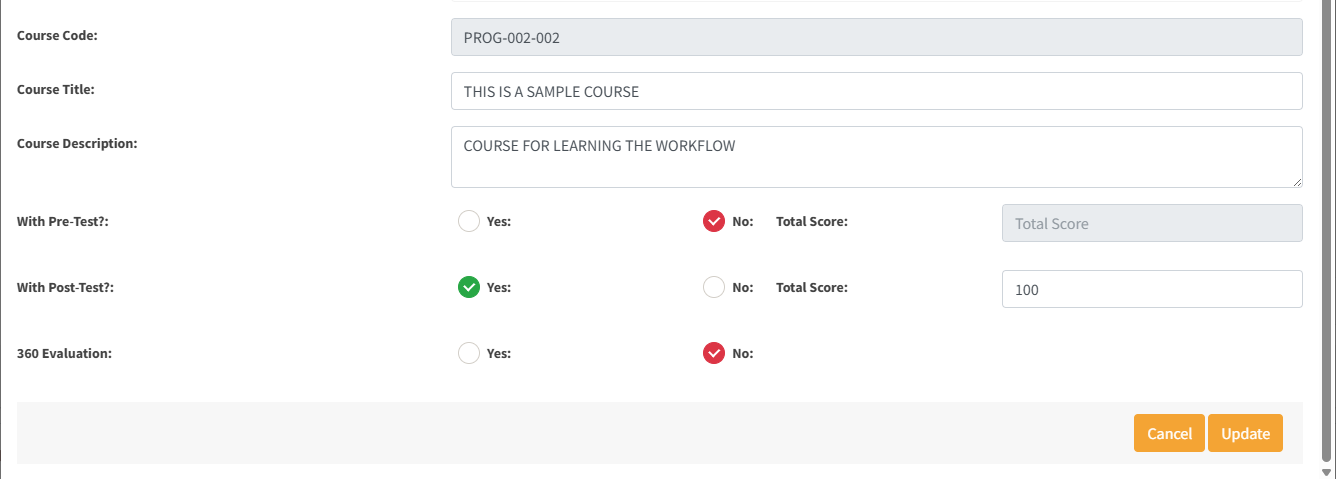 Course Code: PROG-002-002
Course Title: THIS IS A SAMPLE COURSE
Course Description: COURSE FOR LEARNING THE WORKFLOW
With Pre-Test?: Yes: No: Total Score: Total Score
With Post-Test?: Yes: No: Total Score: 100
360 Evaluation: Yes: No:
Cancel Update